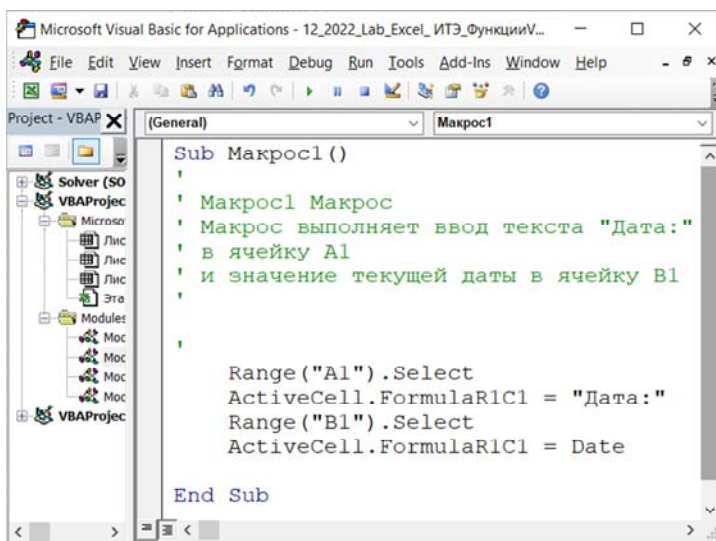 Microsoft Visual Basic for Applications - 12_2022_Lab_Excel_ ИТЭ_ФункцииV...
File Edit View Insert Format Debug Run Tools Add-Ins Window Help
Project - VBAP
(General)
Макрос1
Solver (SO
VBAProjec
Microso
Лис
Лис
Лис
Эта
Modules
Moc
Moc
Moc
Moc
VBAProjec
Sub Макрос1()
'
' Макрос1 Макрос
' Макрос выполняет ввод текста "Дата:"
' в ячейку A1
' и значение текущей даты в ячейку B1
'
'
Range("A1").Select
ActiveCell.FormulaR1C1 = "Дата:"
Range("B1").Select
ActiveCell.FormulaR1C1 = Date
End Sub